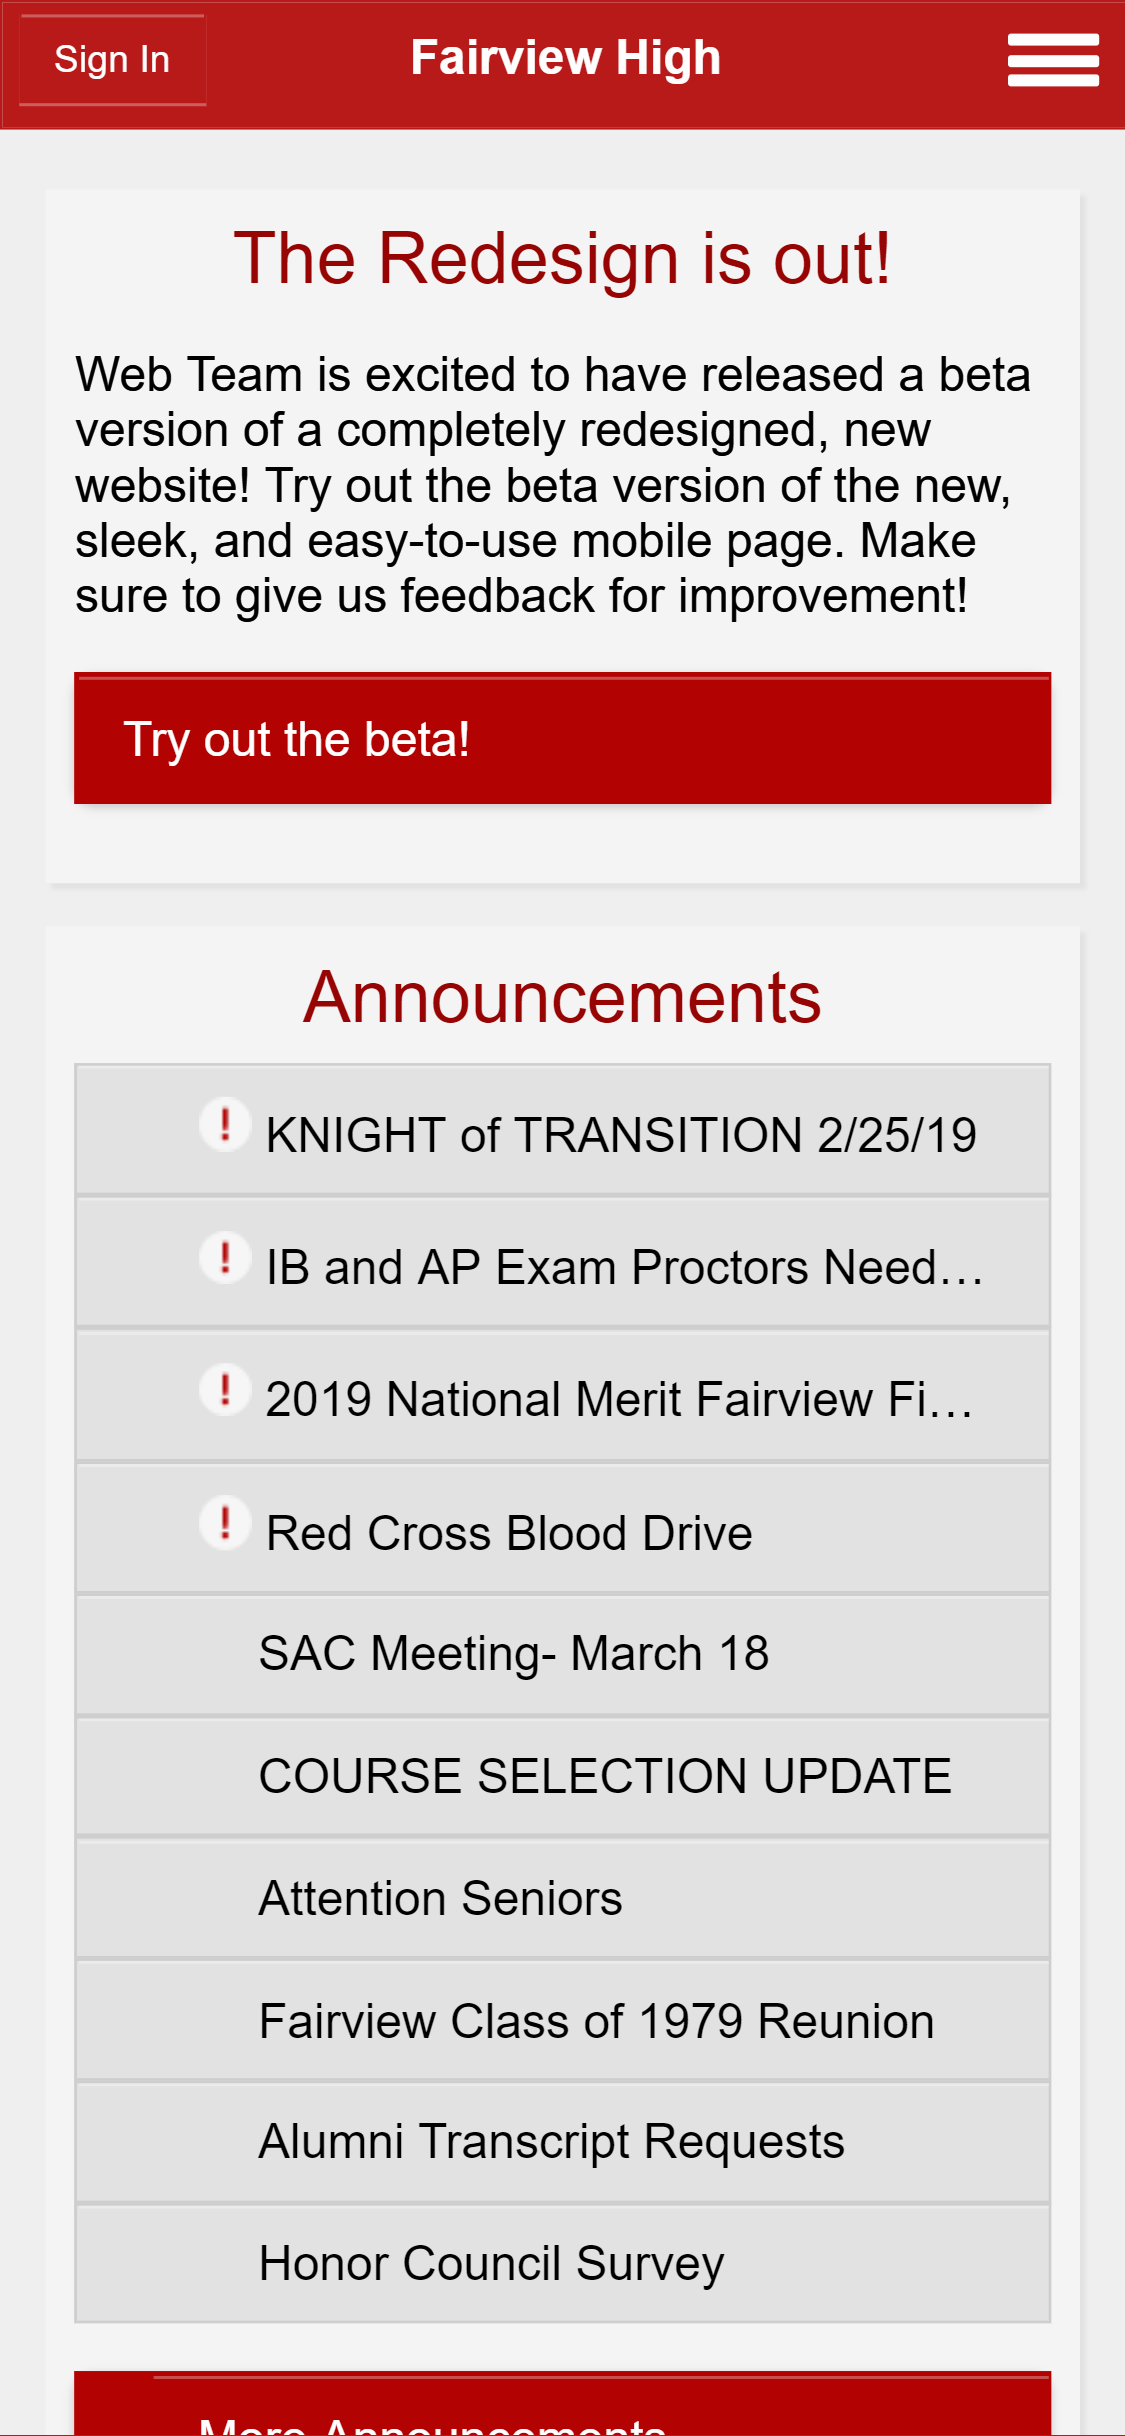 Sign In
Fairview High
The Redesign is out!
Web Team is excited to have released a beta
version of a completely redesigned, new
website! Try out the beta version of the new,
sleek, and easy-to-use mobile page. Make
sure to give us feedback for improvement!
Try out the beta!
Announcements
! KNIGHT of TRANSITION 2/25/19
! IB and AP Exam Proctors Need...
! 2019 National Merit Fairview Fi...
! Red Cross Blood Drive
SAC Meeting- March 18
COURSE SELECTION UPDATE
Attention Seniors
Fairview Class of 1979 Reunion
Alumni Transcript Requests
Honor Council Survey
More Announcements